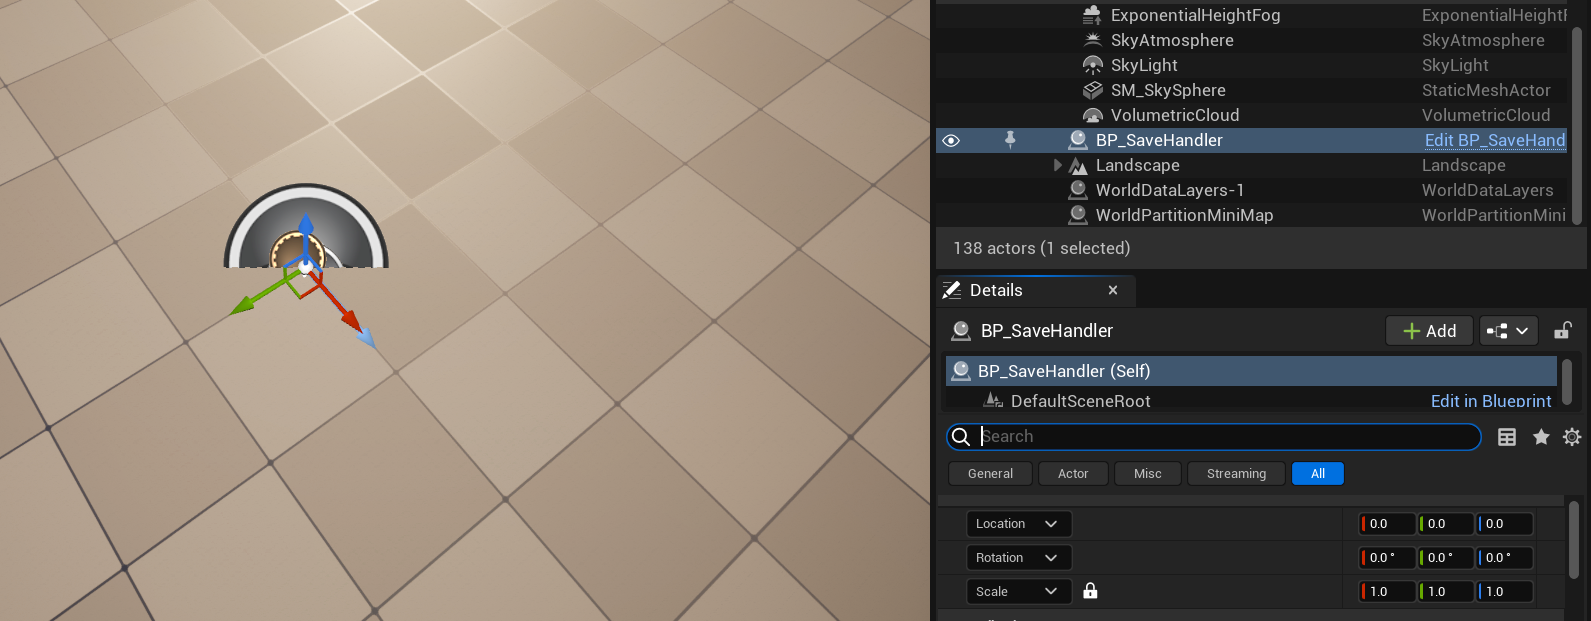 ExponentialHeightFog ExponentialHeightF
SkyAtmosphere SkyAtmosphere
SkyLight SkyLight
SM_SkySphere StaticMeshActor
VolumetricCloud VolumetricCloud
BP_SaveHandler Edit BP_SaveHand
Landscape Landscape
WorldDataLayers-1 WorldDataLayers
WorldPartitionMiniMap WorldPartitionMini
138 actors (1 selected)
Details
BP_SaveHandler Add
BP_SaveHandler (Self)
DefaultSceneRoot Edit in Blueprint
Search
General Actor Misc Streaming All
Location 0.0 0.0 0.0
Rotation 0.0 ° 0.0 ° 0.0 °
Scale 1.0 1.0 1.0